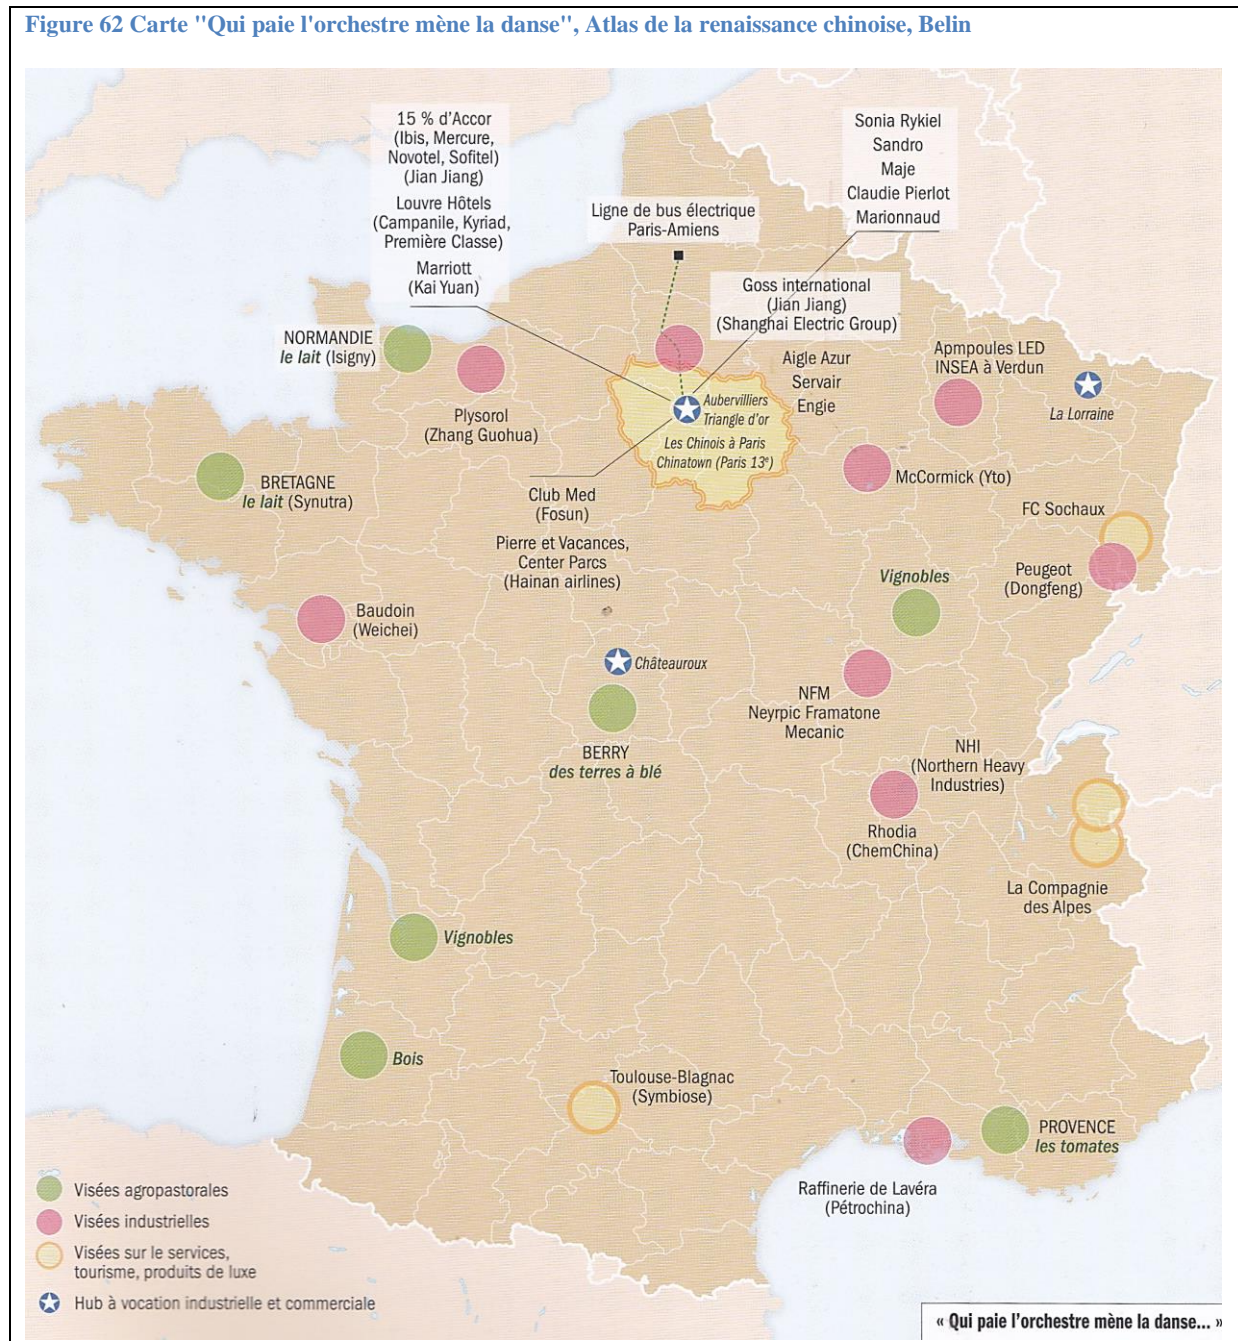 Figure 62 Carte "Qui paie l'orchestre mène la danse", Atlas de la renaissance chinoise, Belin
15 % d'Accor
(Ibis, Mercure,
Novotel, Sofitel)
(Jian Jiang)
Louvre Hôtels
(Campanile, Kyriad,
Première Classe)
Marriott
(Kai Yuan)
Sonia Rykiel
Sandro
Maje
Claudie Pierlot
Marionnaud
Ligne de bus électrique
Paris-Amiens
Goss international
(Jian Jiang)
(Shanghai Electric Group)
NORMANDIE
le lait (Isigny)
Plysorol
(Zhang Guohua)
Aigle Azur
Servair
Engie
Apmpoules LED
INSEA à Verdun
La Lorraine
Aubervilliers
Triangle d'or
Les Chinois à Paris
Chinatown (Paris 13e)
BRETAGNE
le lait (Synutra)
McCormick (Yto)
Club Med
(Fosun)
Pierre et Vacances,
Center Parcs
(Hainan airlines)
FC Sochaux
Peugeot
(Dongfeng)
Vignobles
Baudoin
(Weichei)
Châteauroux
BERRY
des terres à blé
NFM
Neyrpic Framatone
Mecanic
NHI
(Northern Heavy
Industries)
Rhodia
(ChemChina)
La Compagnie
des Alpes
Vignobles
Bois
Toulouse-Blagnac
(Symbiose)
PROVENCE
les tomates
Raffinerie de Lavéra
(Pétrochina)
Visées agropastorales
Visées industrielles
Visées sur le services,
tourisme, produits de luxe
Hub à vocation industrielle et commerciale
« Qui paie l'orchestre mène la danse... »